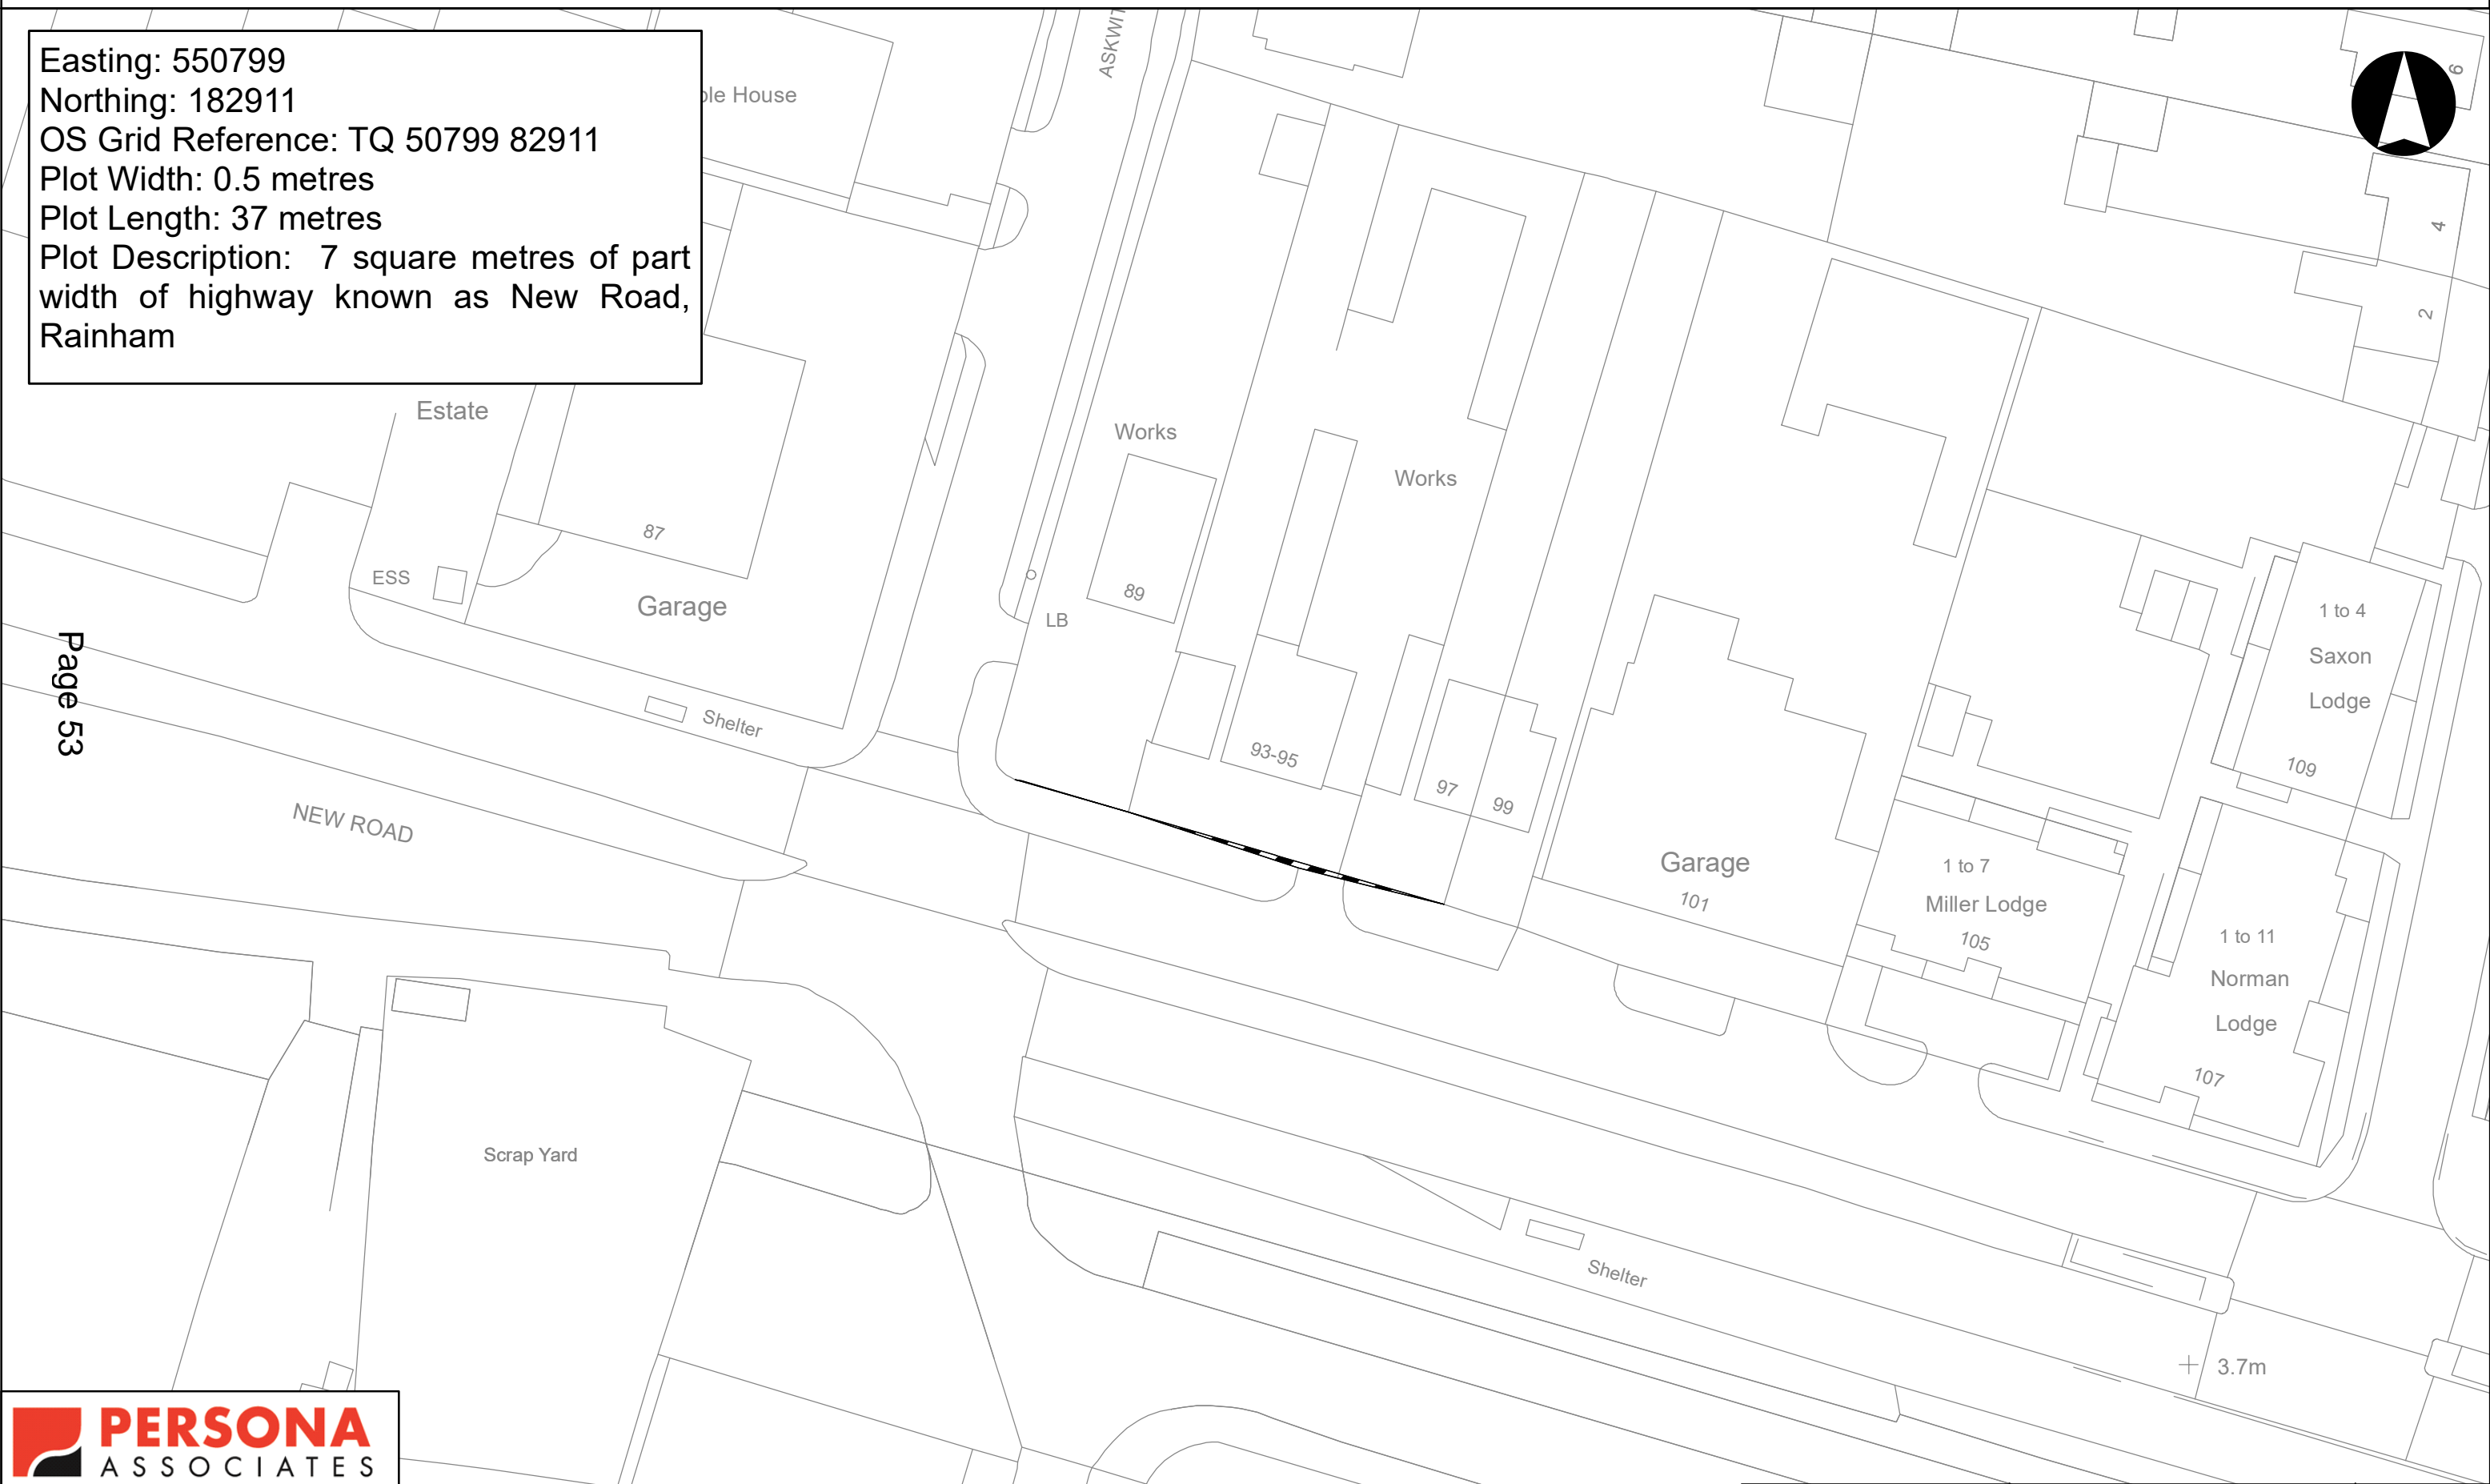 Easting: 550799
Northing: 182911
OS Grid Reference: TQ 50799 82911
Plot Width: 0.5 metres
Plot Length: 37 metres
Plot Description: 7 square metres of part
width of highway known as New Road,
Rainham
ole House
ASKWIT
6
4
2
Estate
Works
Works
87
ESS
Garage
89
LB
1 to 4
Saxon
Lodge
109
Page 53
Shelter
93-95
97
99
NEW ROAD
Garage
101
1 to 7
Miller Lodge
105
1 to 11
Norman
Lodge
107
Scrap Yard
Shelter
3.7m
PERSONA
ASSOCIATES